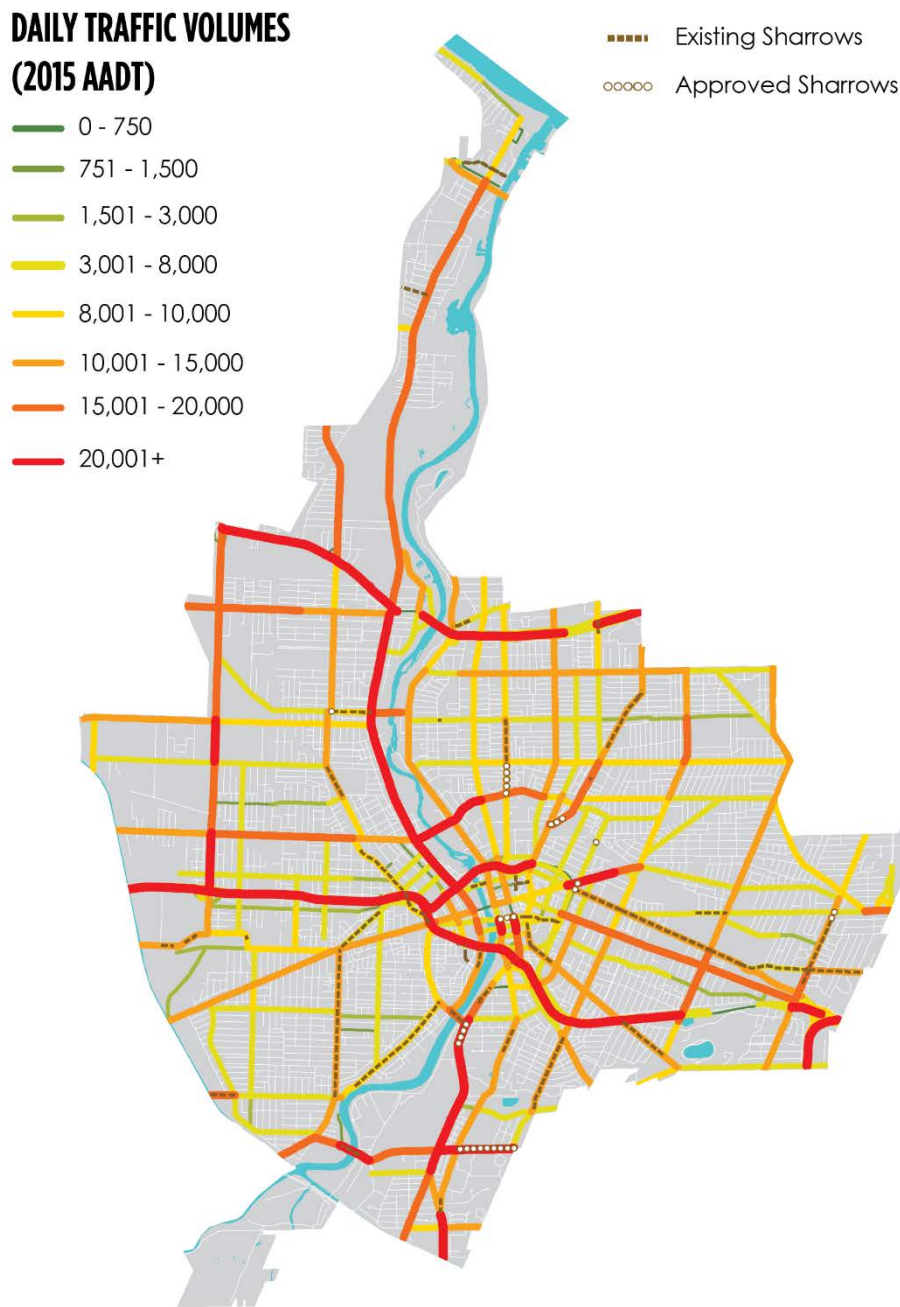 DAILY TRAFFIC VOLUMES
(2015 AADT)
0 - 750
751 - 1,500
1,501 - 3,000
3,001 - 8,000
8,001 - 10,000
10,001 - 15,000
15,001 - 20,000
20,001+
Existing Sharrows
Approved Sharrows